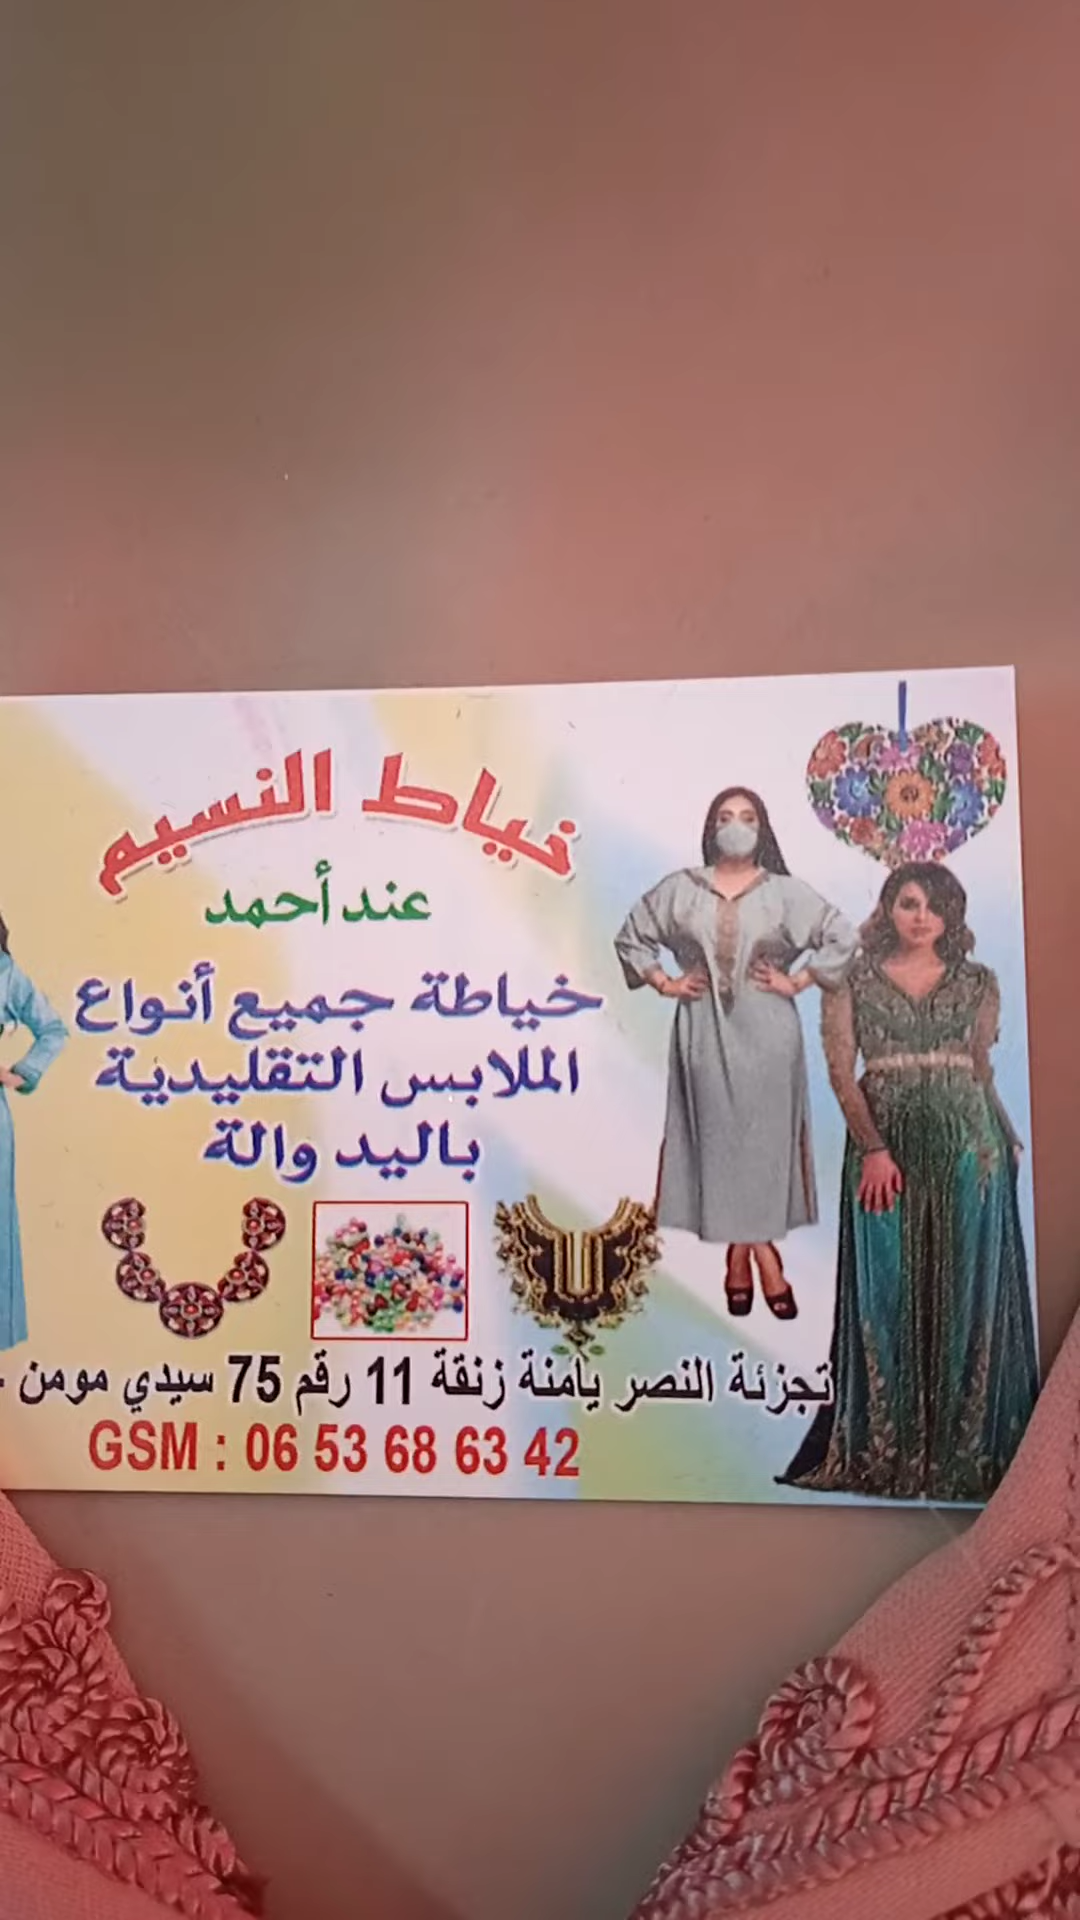 خياط النسيم
عند أحمد
خياطة جميع أنواع
الملابس التقليدية
باليد والة
تجزئة النصر يامنة زنقة 11 رقم 75 سيدي مومن -
GSM : 06 53 68 63 42